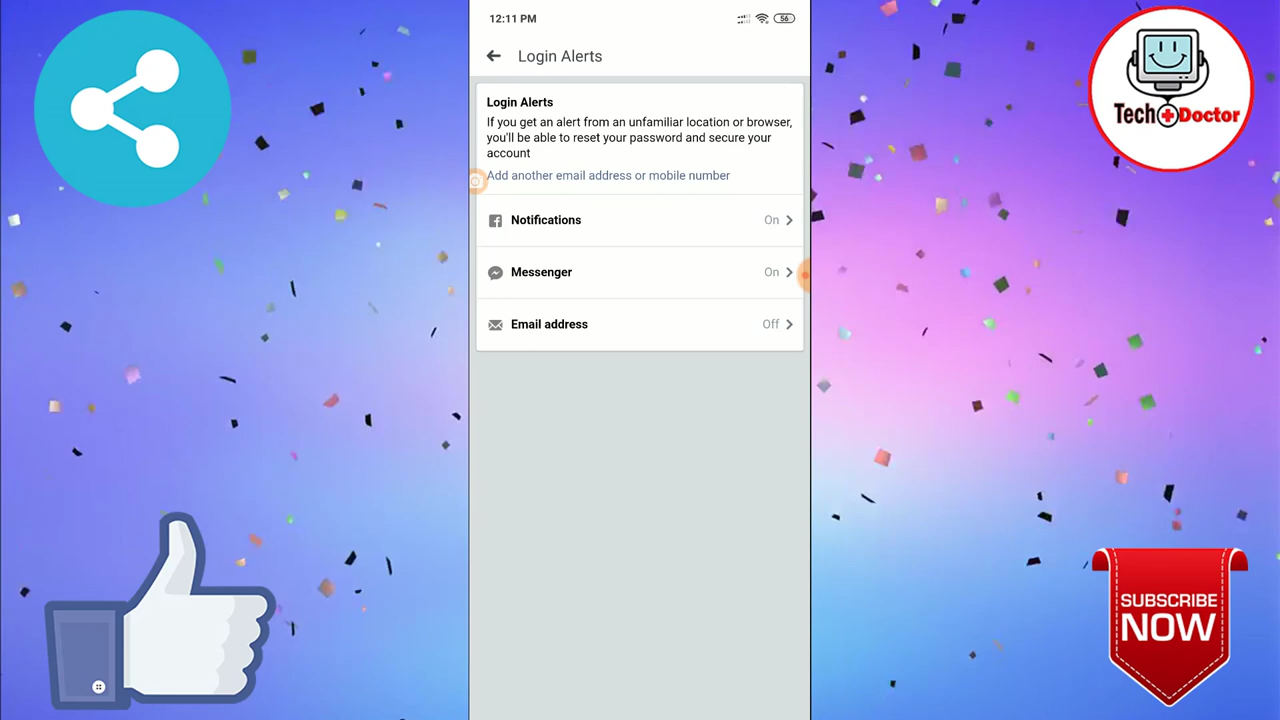 12:11 PM
56
Login Alerts
Login Alerts
If you get an alert from an unfamiliar location or browser,
you'll be able to reset your password and secure your
account
Add another email address or mobile number
Notifications On
Messenger On
Email address Off
Tech Doctor
SUBSCRIBE
NOW